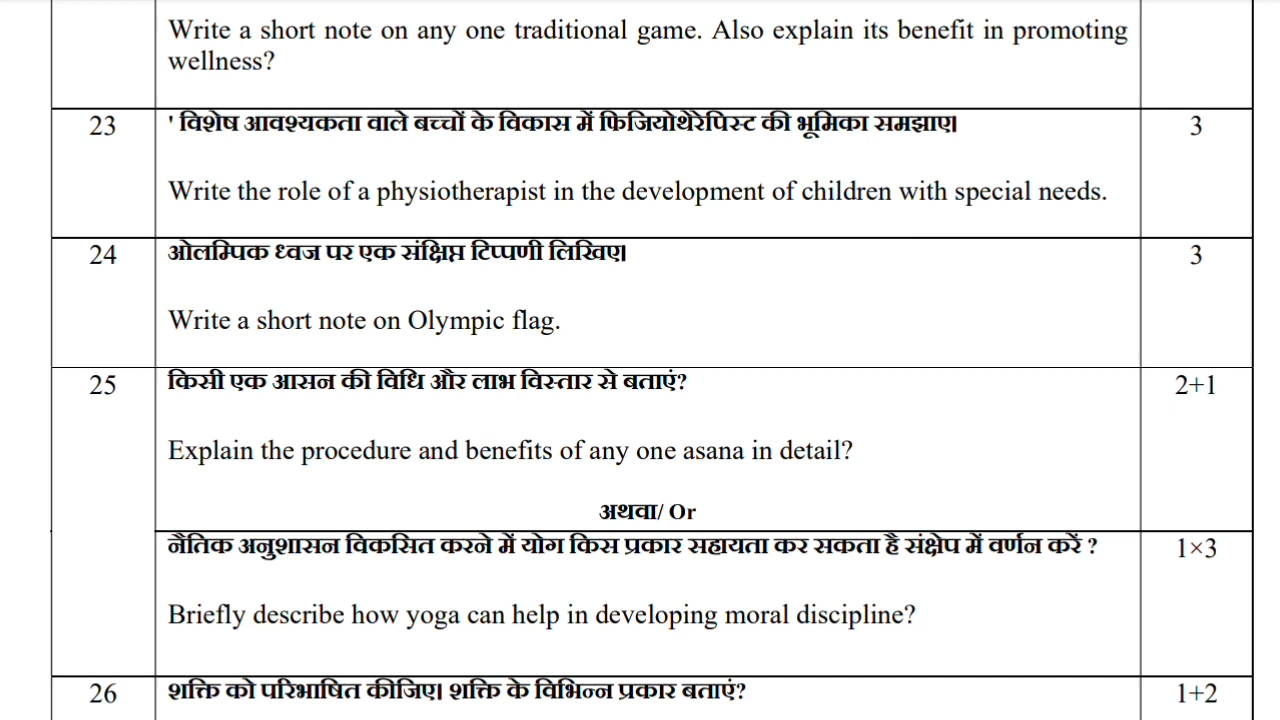 Write a short note on any one traditional game. Also explain its benefit in promoting
wellness?
23
' विशेष आवश्यकता वाले बच्चों के विकास में फिजियोथेरेपिस्ट की भूमिका समझाए।
3
Write the role of a physiotherapist in the development of children with special needs.
24
ओलम्पिक ध्वज पर एक संक्षिप्त टिप्पणी लिखिए।
3
Write a short note on Olympic flag.
25
किसी एक आसन की विधि और लाभ विस्तार से बताएं?
2+1
Explain the procedure and benefits of any one asana in detail?
अथवा/ Or
नैतिक अनुशासन विकसित करने में योग किस प्रकार सहायता कर सकता है संक्षेप में वर्णन करें ?
1×3
Briefly describe how yoga can help in developing moral discipline?
26
शक्ति को परिभाषित कीजिए। शक्ति के विभिन्न प्रकार बताएं?
1+2